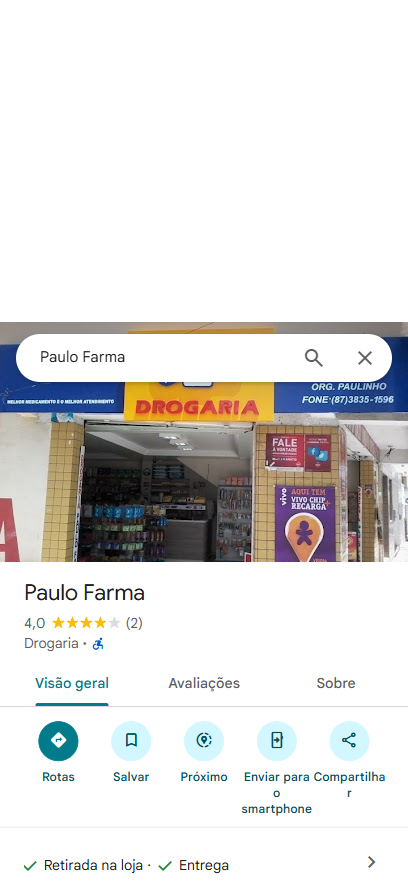 Paulo Farma
ORG. PAULINHO
MELHOR MEDICAMENTO E O MELHOR ATENDIMENTO
DROGARIA
FONE:(87)3835-1596
FALE
À VONTADE
vivo
AQUI TEM
VIVO CHIP
RECARGA
A
Paulo Farma
4,0 (2)
Drogaria ·
Visão geral
Avaliações
Sobre
Rotas
Salvar
Próximo
Enviar para
o
smartphone
Compartilha
r
Retirada na loja ·
Entrega